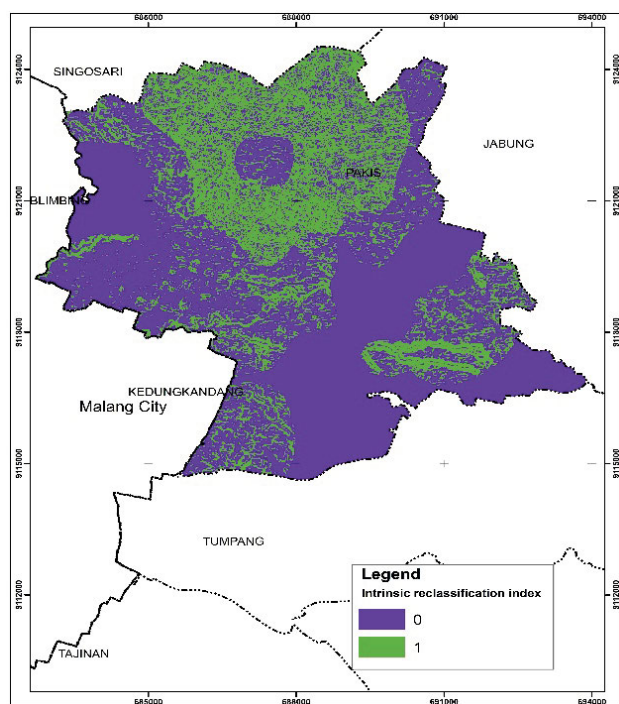 685000 688000 691000 694000
9124000 9124000
SINGOSARI
JABUNG
PAKIS
BLIMBING
9121000 9121000
9118000 9118000
KEDUNGKANDANG
Malang City
9115000 9115000
TUMPANG
Legend
Intrinsic reclassification index
9112000 9112000
0
1
TAJINAN
685000 688000 691000 694000